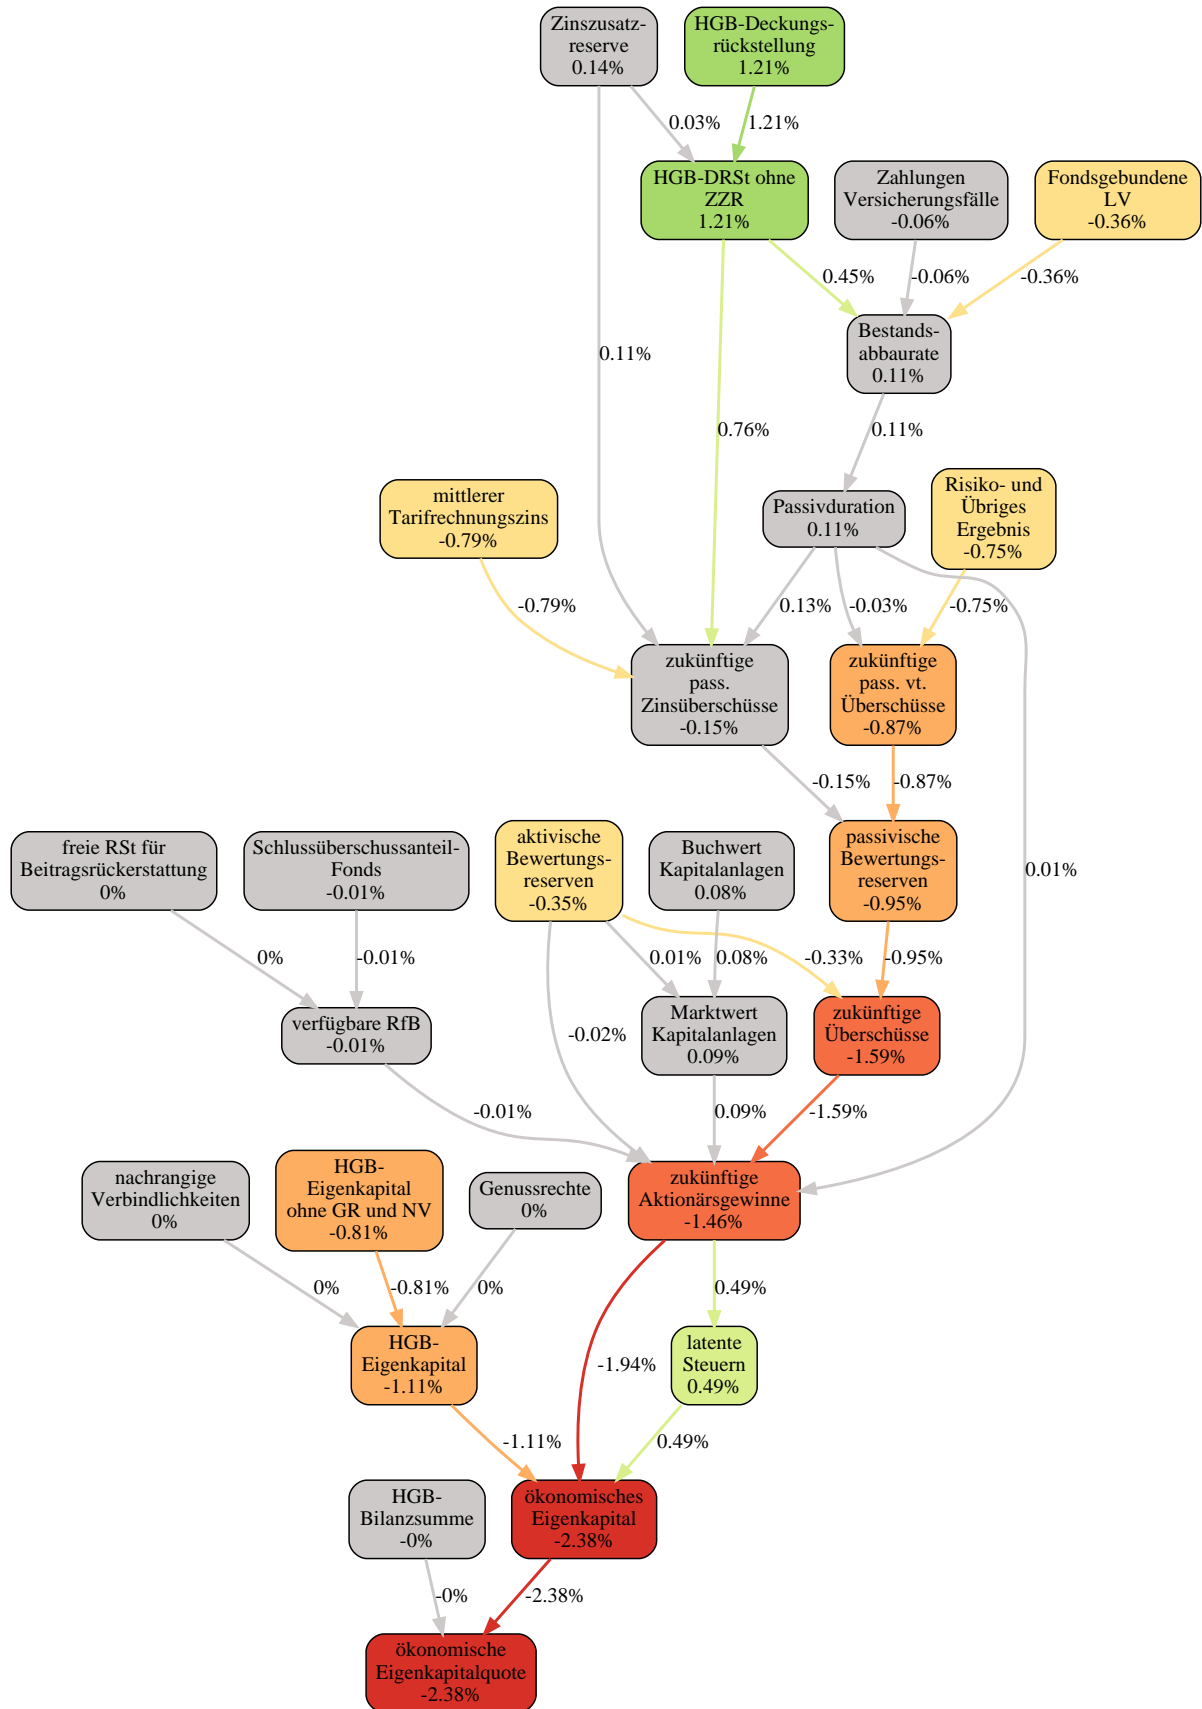 Zinszusatz-
reserve
0.14%
HGB-Deckungs-
rückstellung
1.21%
0.03%
1.21%
HGB-DRSt ohne
ZZR
1.21%
Zahlungen
Versicherungsfälle
-0.06%
Fondsgebundene
LV
-0.36%
0.45%
-0.06%
-0.36%
Bestands-
abbaurate
0.11%
0.11%
0.76%
0.11%
mittlerer
Tarifrechnungszins
-0.79%
Passivduration
0.11%
Risiko- und
Übriges
Ergebnis
-0.75%
-0.79%
0.13%
-0.03%
-0.75%
zukünftige
pass.
Zinsüberschüsse
-0.15%
zukünftige
pass. vt.
Überschüsse
-0.87%
-0.15%
-0.87%
freie RSt für
Beitragsrückerstattung
0%
Schlussüberschussanteil-
Fonds
-0.01%
aktivische
Bewertungs-
reserven
-0.35%
Buchwert
Kapitalanlagen
0.08%
passivische
Bewertungs-
reserven
-0.95%
0.01%
0%
-0.01%
0.01%
0.08%
-0.33%
-0.95%
verfügbare RfB
-0.01%
-0.02%
Marktwert
Kapitalanlagen
0.09%
zukünftige
Überschüsse
-1.59%
-0.01%
0.09%
-1.59%
nachrangige
Verbindlichkeiten
0%
HGB-
Eigenkapital
ohne GR und NV
-0.81%
Genussrechte
0%
zukünftige
Aktionärsgewinne
-1.46%
0%
-0.81%
0%
0.49%
HGB-
Eigenkapital
-1.11%
-1.94%
latente
Steuern
0.49%
-1.11%
0.49%
HGB-
Bilanzsumme
-0%
ökonomisches
Eigenkapital
-2.38%
-0%
-2.38%
ökonomische
Eigenkapitalquote
-2.38%